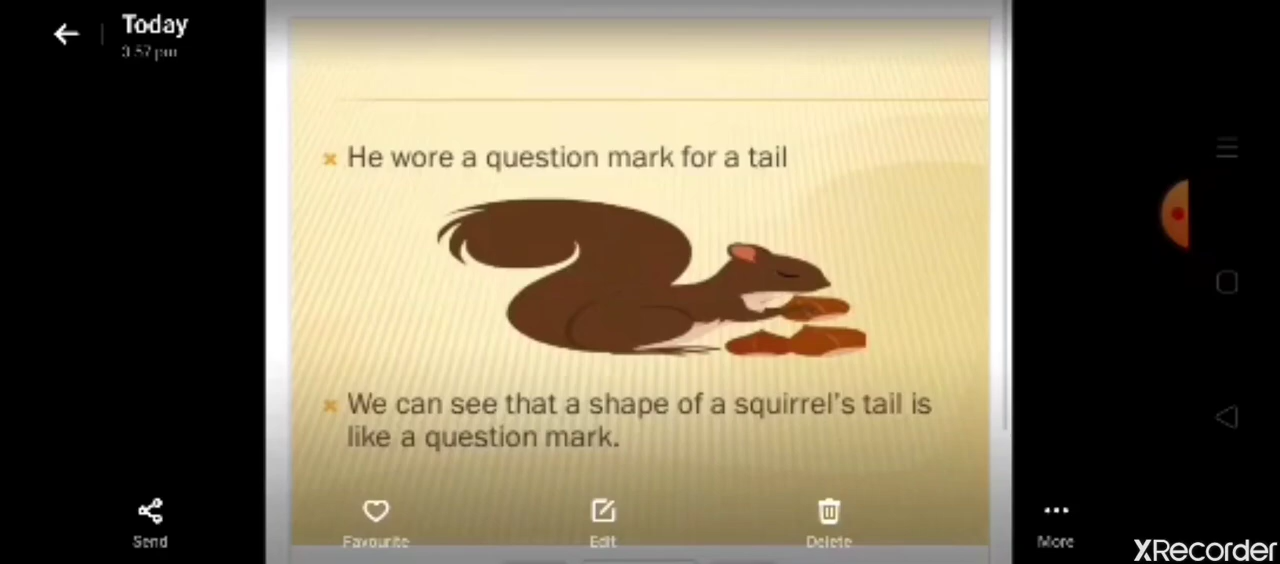 Today
3:57 pm
He wore a question mark for a tail
We can see that a shape of a squirrel's tail is
like a question mark.
Send
Favourite
Edit
Delete
More
XRecorder